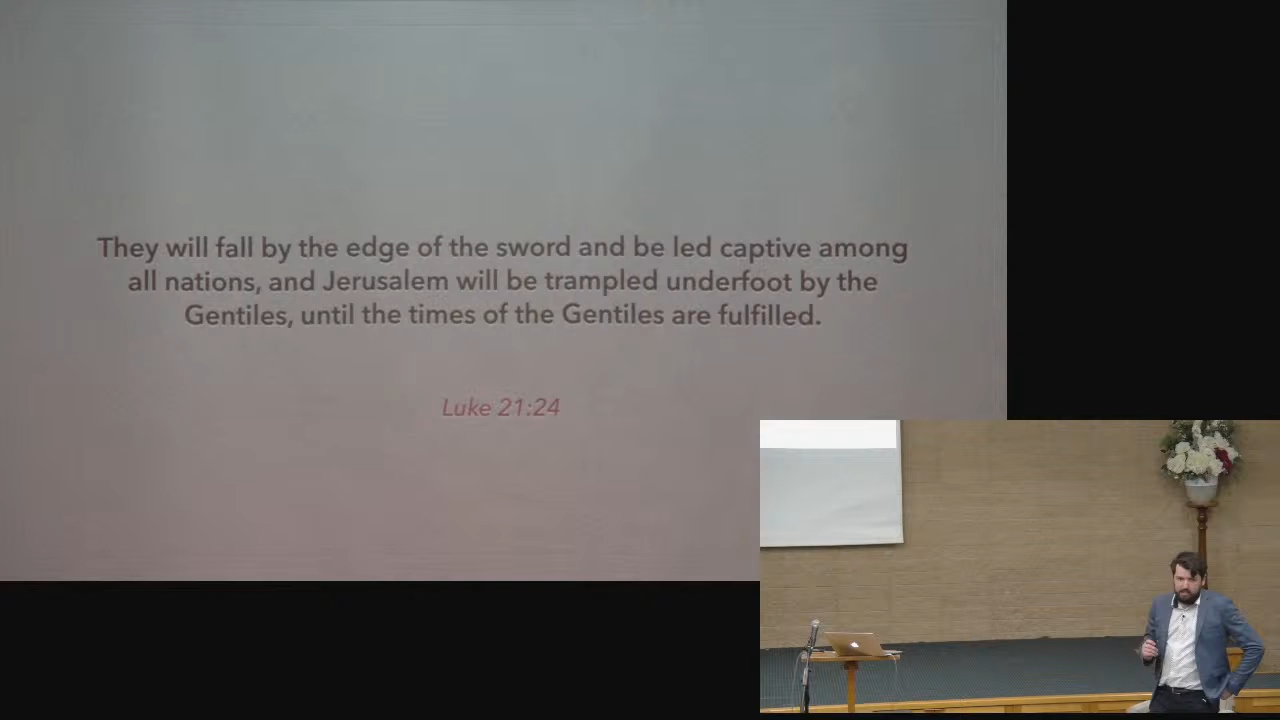 They will fall by the edge of the sword and be led captive among
all nations, and Jerusalem will be trampled underfoot by the
Gentiles, until the times of the Gentiles are fulfilled.
Luke 21:24